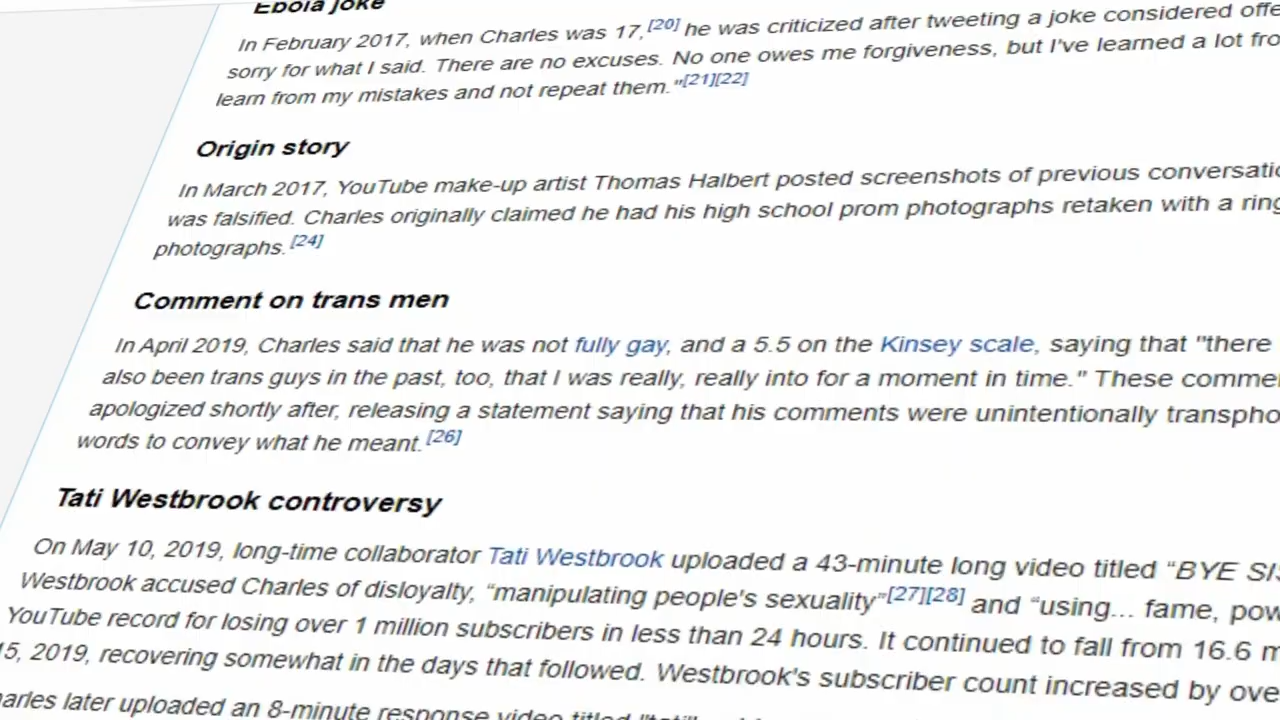 Ebola joke
In February 2017, when Charles was 17,[20] he was criticized after tweeting a joke considered offe
sorry for what I said. There are no excuses. No one owes me forgiveness, but I've learned a lot fro
learn from my mistakes and not repeat them."[21][22]
Origin story
In March 2017, YouTube make-up artist Thomas Halbert posted screenshots of previous conversatio
was falsified. Charles originally claimed he had his high school prom photographs retaken with a ring
photographs.[24]
Comment on trans men
In April 2019, Charles said that he was not fully gay, and a 5.5 on the Kinsey scale, saying that "there
also been trans guys in the past, too, that I was really, really into for a moment in time." These comme
apologized shortly after, releasing a statement saying that his comments were unintentionally transpho
words to convey what he meant.[26]
Tati Westbrook controversy
On May 10, 2019, long-time collaborator Tati Westbrook uploaded a 43-minute long video titled “BYE SIS
Westbrook accused Charles of disloyalty, “manipulating people's sexuality”[27][28] and “using... fame, pow
YouTube record for losing over 1 million subscribers in less than 24 hours. It continued to fall from 16.6 m
15, 2019, recovering somewhat in the days that followed. Westbrook's subscriber count increased by ove
harles later uploaded an 8-minute response video titled "tati"